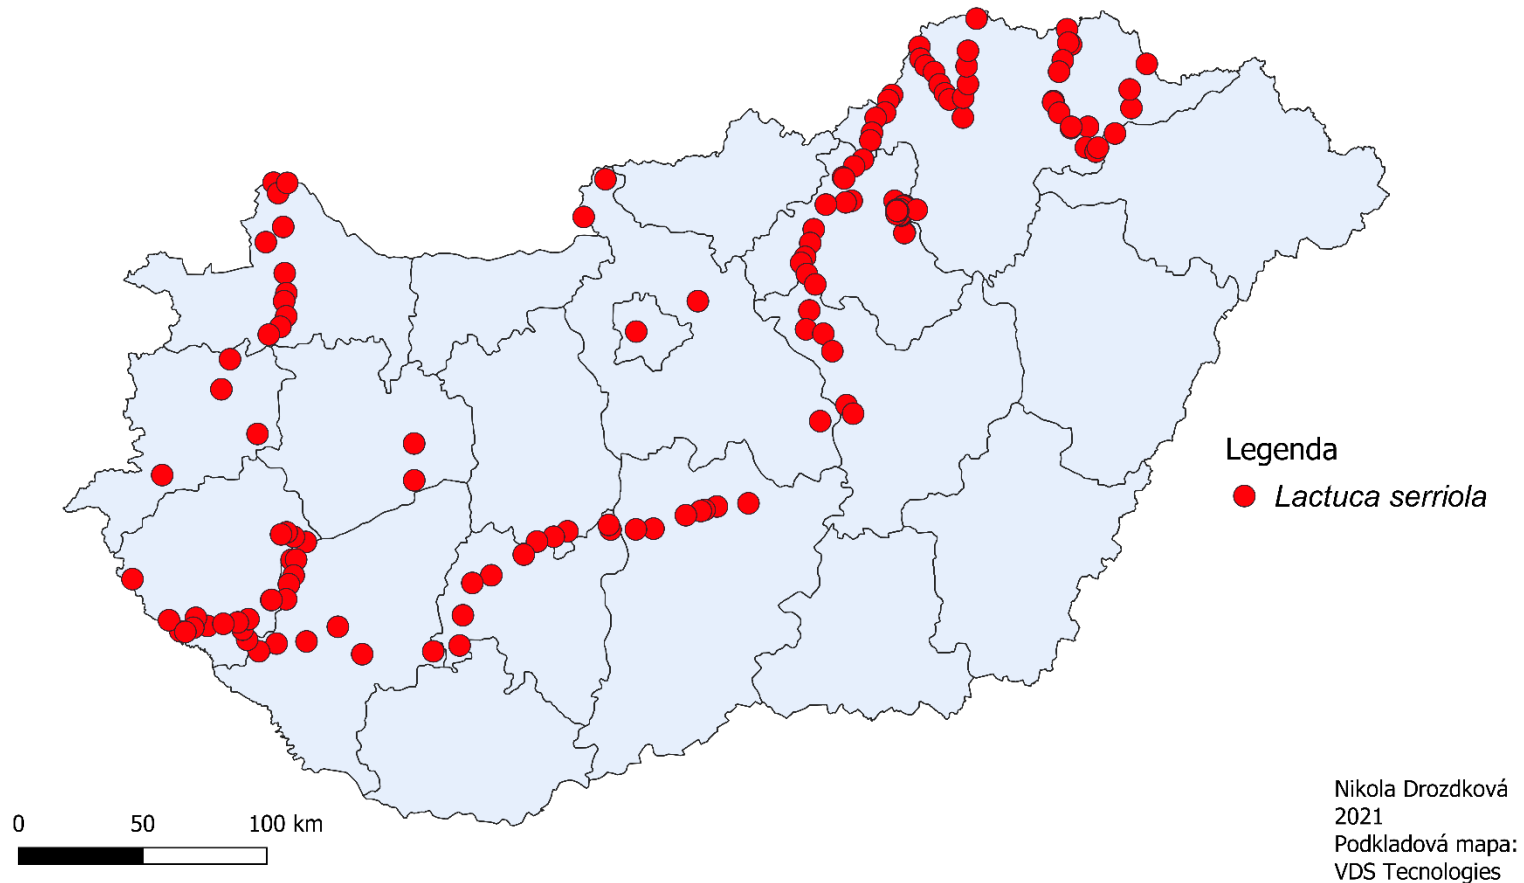 Legenda
Lactuca serriola
0 50 100 km
Nikola Drozdková
2021
Podkladová mapa:
VDS Tecnologies